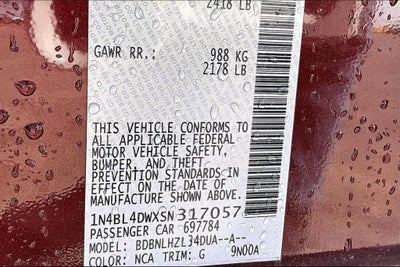 2418 LB
GAWR RR.: 988 KG
2178 LB
THIS VEHICLE CONFORMS TO
ALL APPLICABLE FEDERAL
MOTOR VEHICLE SAFETY,
BUMPER, AND THEFT
PREVENTION STANDARDS IN
EFFECT ON THE DATE OF
MANUFACTURE SHOWN ABOVE.
1N4BL4DWXSN317057
PASSENGER CAR 697784
MODEL: BDBNLHZL34DUA--A--
COLOR: NCA TRIM: G 9N00A